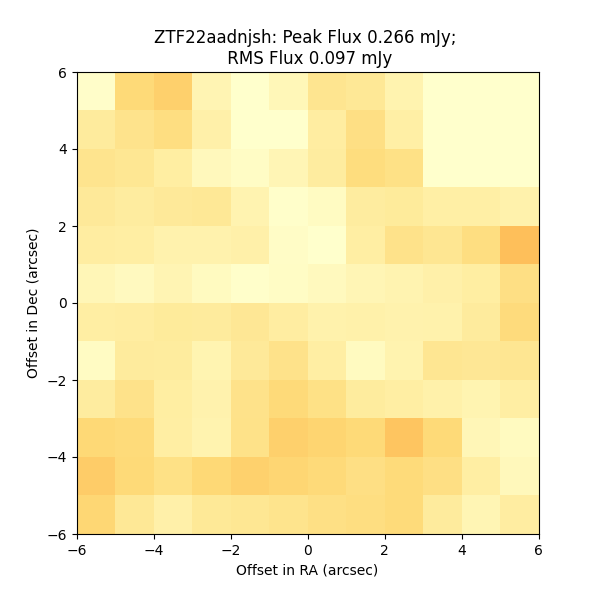 ZTF22aadnjsh: Peak Flux 0.266 mJy;
RMS Flux 0.097 mJy
6
4
2
0
−2
−4
−6
Offset in Dec (arcsec)
−6 −4 −2 0 2 4 6
Offset in RA (arcsec)